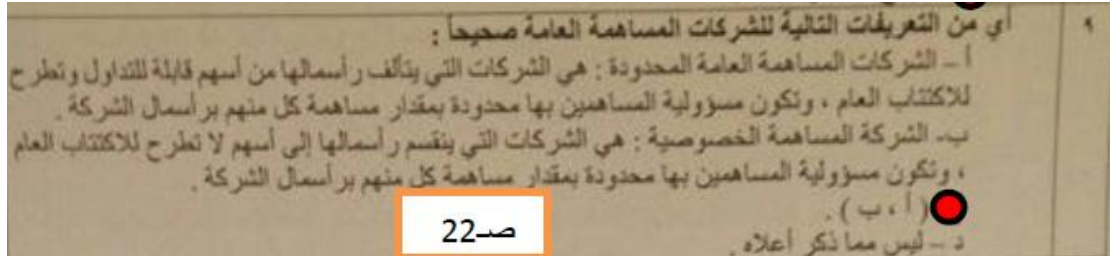 ٩ أي من التعريفات التالية للشركات المساهمة العامة صحيحاً :
أ – الشركات المساهمة العامة المحدودة : هي الشركات التي يتألف رأسمالها من أسهم قابلة للتداول وتطرح
للاكتتاب العام ، وتكون مسؤولية المساهمين بها محدودة بمقدار مساهمة كل منهم برأسمال الشركة .
ب- الشركة المساهمة الخصوصية : هي الشركات التي ينقسم رأسمالها إلى أسهم لا تطرح للاكتتاب العام
، وتكون مسؤولية المساهمين بها محدودة بمقدار مساهمة كل منهم برأسمال الشركة .
( أ ، ب ) .
د – ليس مما ذكر أعلاه .
صـ22